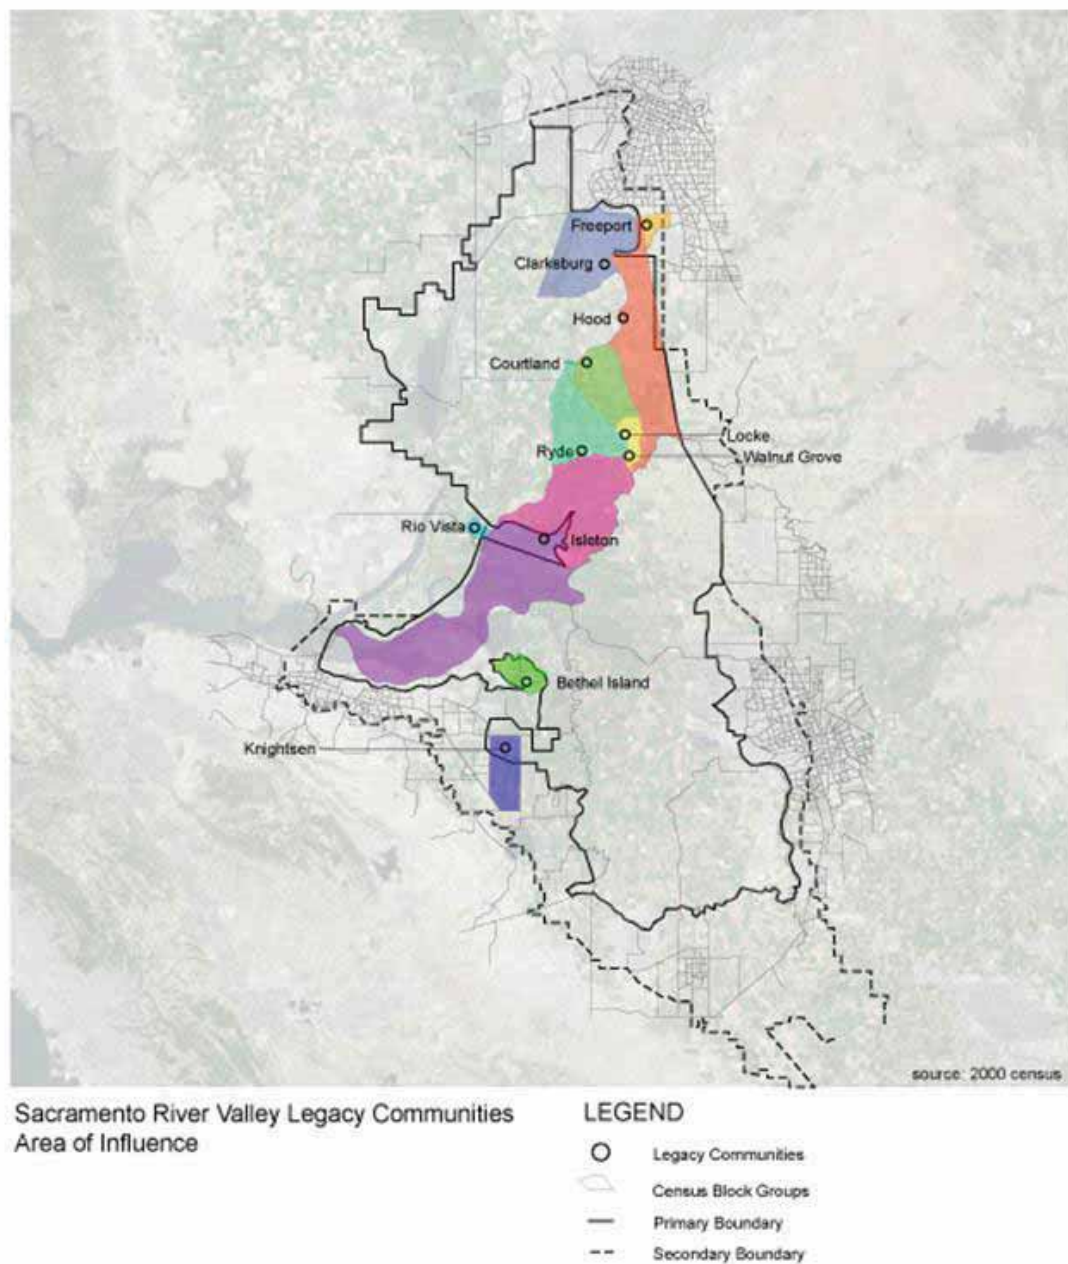 Freeport
Clarksburg
Hood
Courtland
Locke
Ryde
Walnut Grove
Rio Vista
Isleton
Bethel Island
Knightsen
source: 2000 census
Sacramento River Valley Legacy Communities
Area of Influence
LEGEND
Legacy Communities
Census Block Groups
Primary Boundary
Secondary Boundary